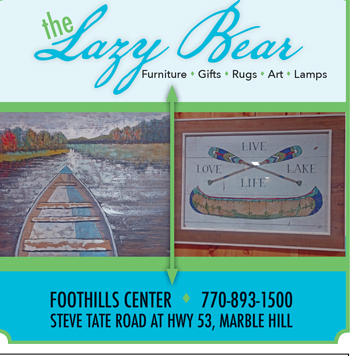 the
Lazy Bear
Furniture • Gifts • Rugs • Art • Lamps
LIVE
LOVE LAKE
LIFE
FOOTHILLS CENTER ♦ 770-893-1500
STEVE TATE ROAD AT HWY 53, MARBLE HILL